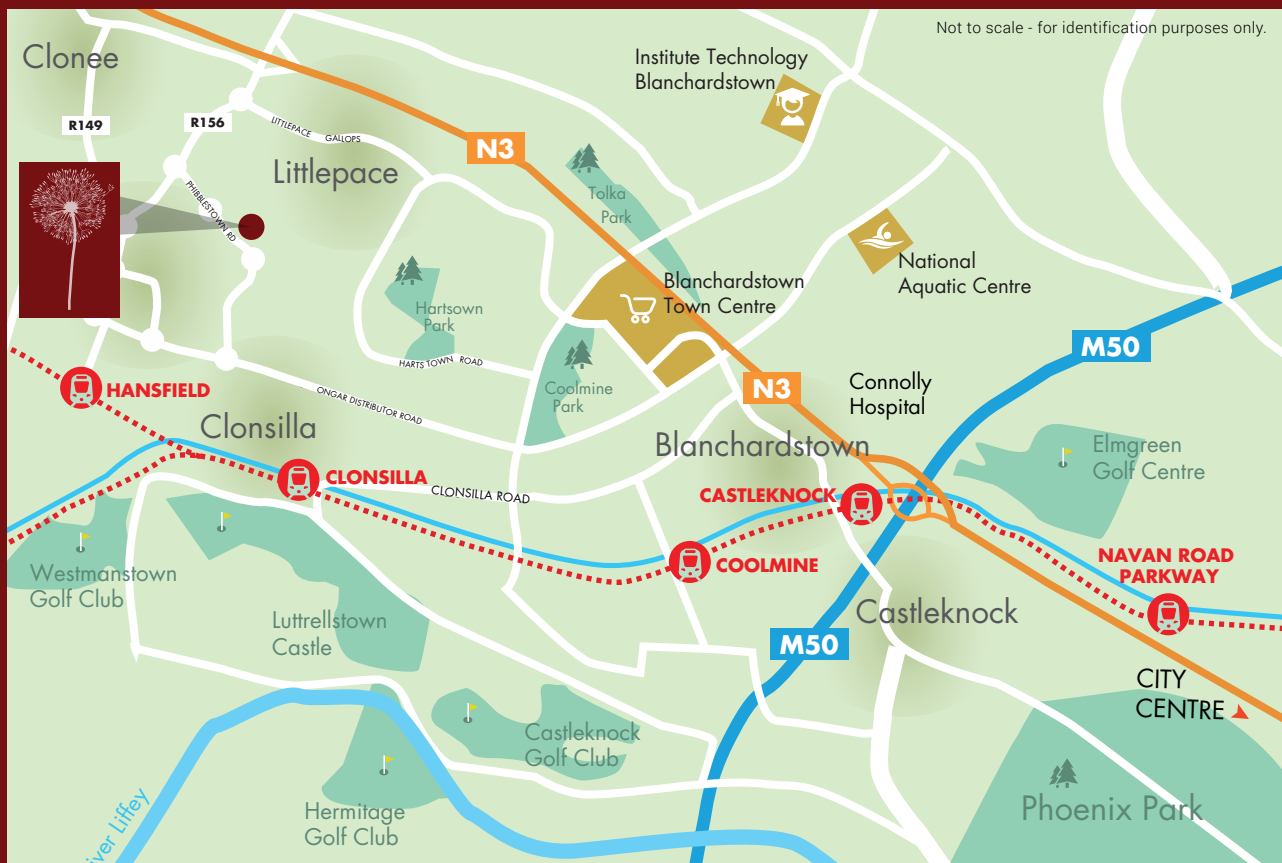 Not to scale - for identification purposes only.
Clonee
Institute Technology
Blanchardstown
R149
R156
LITTLEPACE GALLOPS
N3
Littlepace
Tolka
Park
PHIBBLESTOWN RD
National
Aquatic Centre
Blanchardstown
Town Centre
Hartsown
Park
M50
HARTSTOWN ROAD
HANSFIELD
Coolmine
Park
N3
Connolly
Hospital
ONGAR DISTRIBUTOR ROAD
Clonsilla
Blanchardstown
Elmgreen
Golf Centre
CLONSILLA
CLONSILLA ROAD
CASTLEKNOCK
COOLMINE
NAVAN ROAD
PARKWAY
Westmanstown
Golf Club
Luttrellstown
Castle
Castleknock
M50
CITY
CENTRE
Castleknock
Golf Club
Hermitage
Golf Club
Phoenix Park
iver Liffey